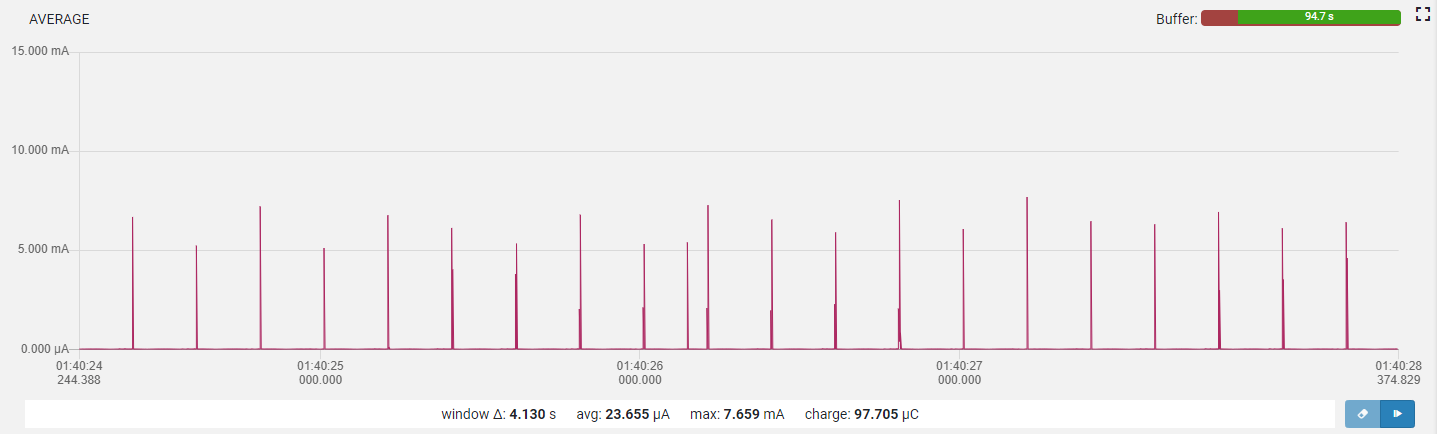 AVERAGE
Buffer: 94.7 s
15.000 mA
10.000 mA
5.000 mA
0.000 µA
01:40:24 01:40:25 01:40:26 01:40:27 01:40:28
244.388 000.000 000.000 000.000 374.829
window Δ: 4.130 s avg: 23.655 µA max: 7.659 mA charge: 97.705 µC